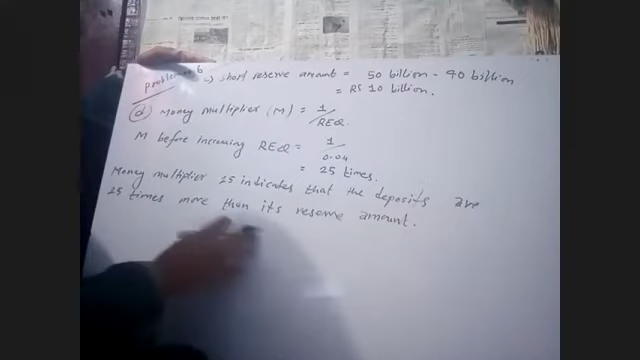 Problem no 6
→ short reserve amount = 50 billion - 40 billion
= RS 10 billion.
(d) Money multiplier (M) = 1/REQ.
M before increasing REQ = 1/0.04
= 25 times.
Money multiplier 25 indicates that the deposits are
25 times more than its reserve amount.